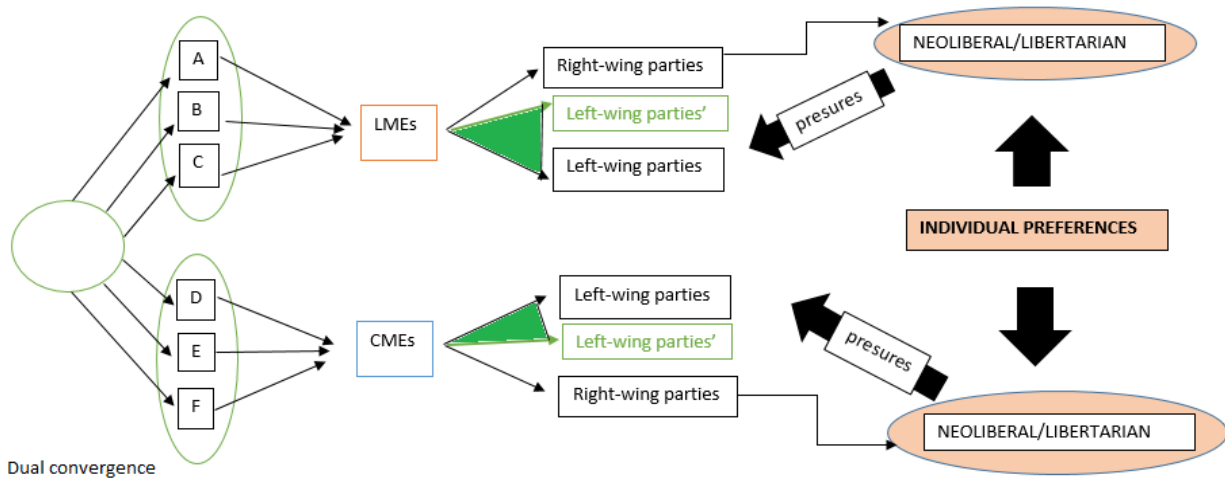 A
NEOLIBERAL/LIBERTARIAN
Right-wing parties
B
LMEs
Left-wing parties’
presures
C
Left-wing parties
INDIVIDUAL PREFERENCES
D
Left-wing parties
E
CMEs
Left-wing parties’
presures
F
Right-wing parties
NEOLIBERAL/LIBERTARIAN
Dual convergence